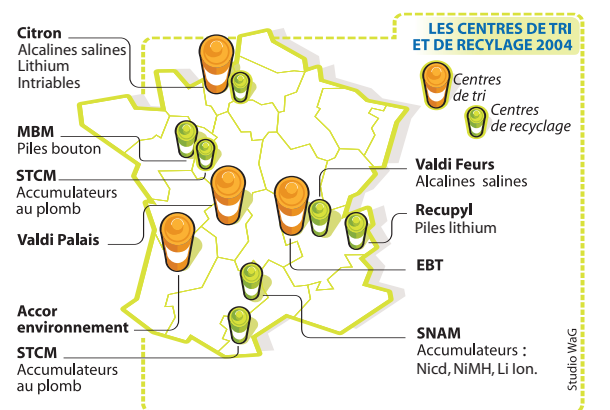 LES CENTRES DE TRI
ET DE RECYLAGE 2004
Centres
de tri
Centres
de recyclage
Citron
Alcalines salines
Lithium
Intriables
MBM
Piles bouton
STCM
Accumulateurs
au plomb
Valdi Palais
Accor
environnement
STCM
Accumulateurs
au plomb
Valdi Feurs
Alcalines salines
Recupyl
Piles lithium
EBT
SNAM
Accumulateurs :
Nicd, NiMH, Li Ion.
Studio WaG